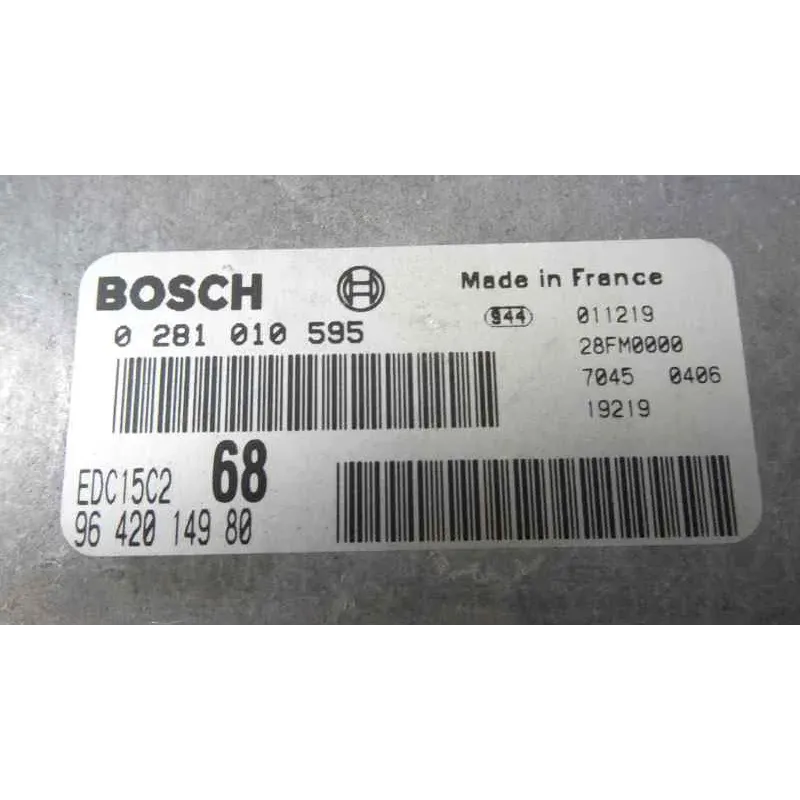 BOSCH
0 281 010 595
Made in France
944 011219
28FM0000
7045 0406
19219
EDC15C2 68
96 420 149 80